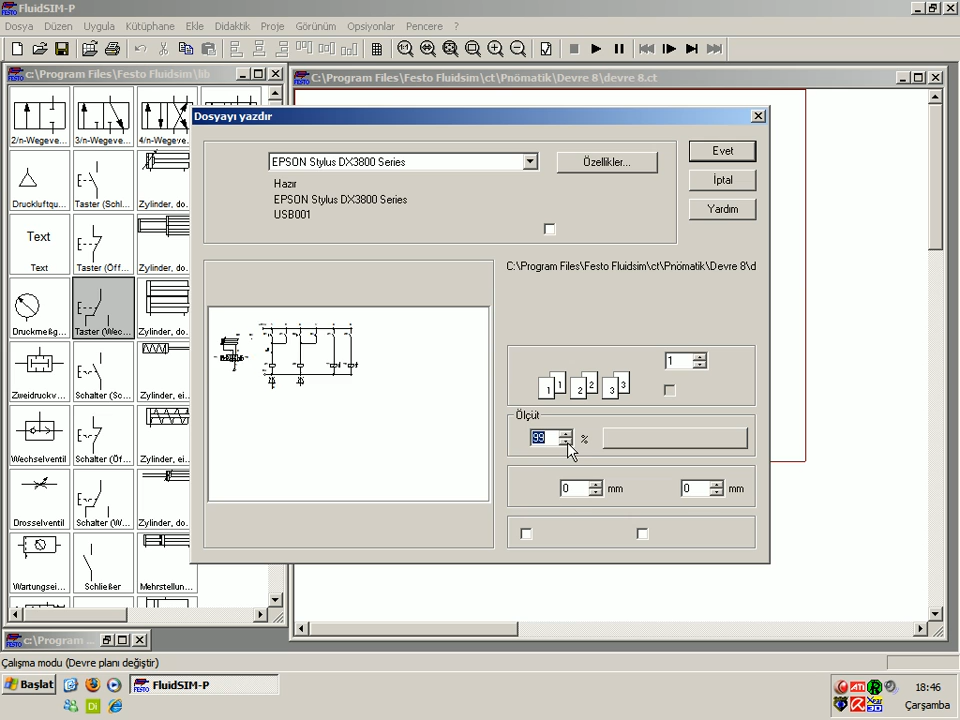 FluidSIM-P
Dosya Düzen Uygula Kütüphane Ekle Didaktik Proje Görünüm Opsiyonlar Pencere ?
c:\Program Files\Festo Fluidsim\lib
C:\Program Files\Festo Fluidsim\ct\Pnömatik\Devre 8\devre 8.ct
2/n-Wegeve... 3/n-Wegeve... 4/n-Wegeve...
Druckluftqu... Taster (Schl... Zylinder, do...
Text
Text Taster (Öff... Zylinder, do...
Druckmeßg... Taster (Wec... Zylinder, do...
Zweidruckv... Schalter (Sc... Zylinder, ei...
Wechselventil Schalter (Ö... Zylinder, ei...
Drosselventil Schalter (W... Zylinder, do...
Wartungsei... Schließer Mehrstellun...
Dosyayı yazdır
EPSON Stylus DX3800 Series
Özellikler...
Evet
Hazır
İptal
EPSON Stylus DX3800 Series
Yardım
USB001
C:\Program Files\Festo Fluidsim\ct\Pnömatik\Devre 8\d
1
1 1 2 2 3 3
Ölçüt
99 %
0 mm 0 mm
c:\Program ...
Çalışma modu (Devre planı değiştir)
Başlat FluidSIM-P
18:46
Çarşamba